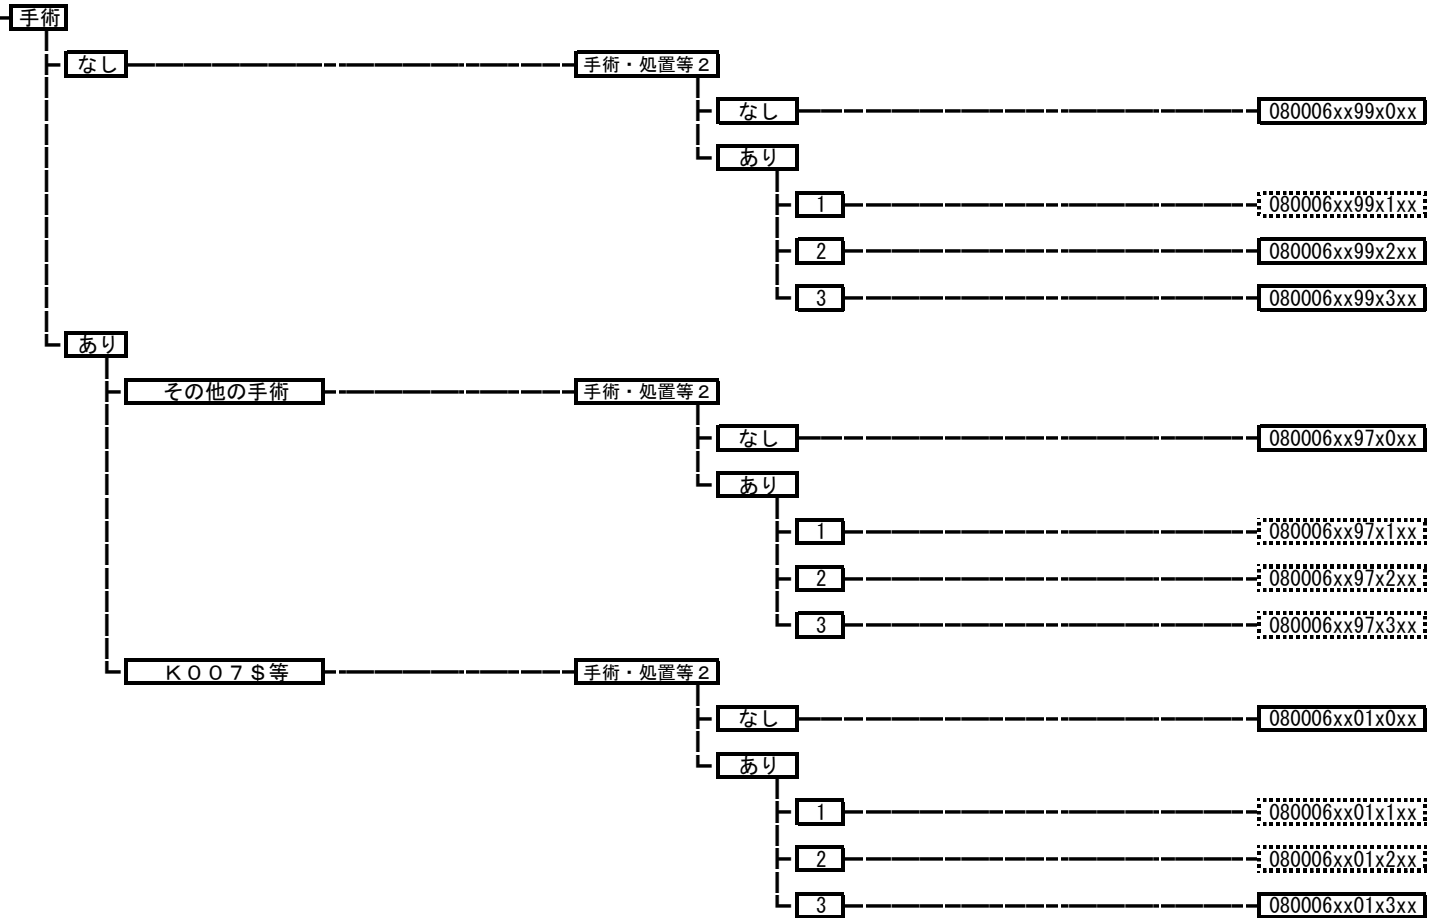 手術
なし 手術・処置等２
なし 080006xx99x0xx
あり
1 080006xx99x1xx
2 080006xx99x2xx
3 080006xx99x3xx
あり
その他の手術 手術・処置等２
なし 080006xx97x0xx
あり
1 080006xx97x1xx
2 080006xx97x2xx
3 080006xx97x3xx
Ｋ００７＄等 手術・処置等２
なし 080006xx01x0xx
あり
1 080006xx01x1xx
2 080006xx01x2xx
3 080006xx01x3xx